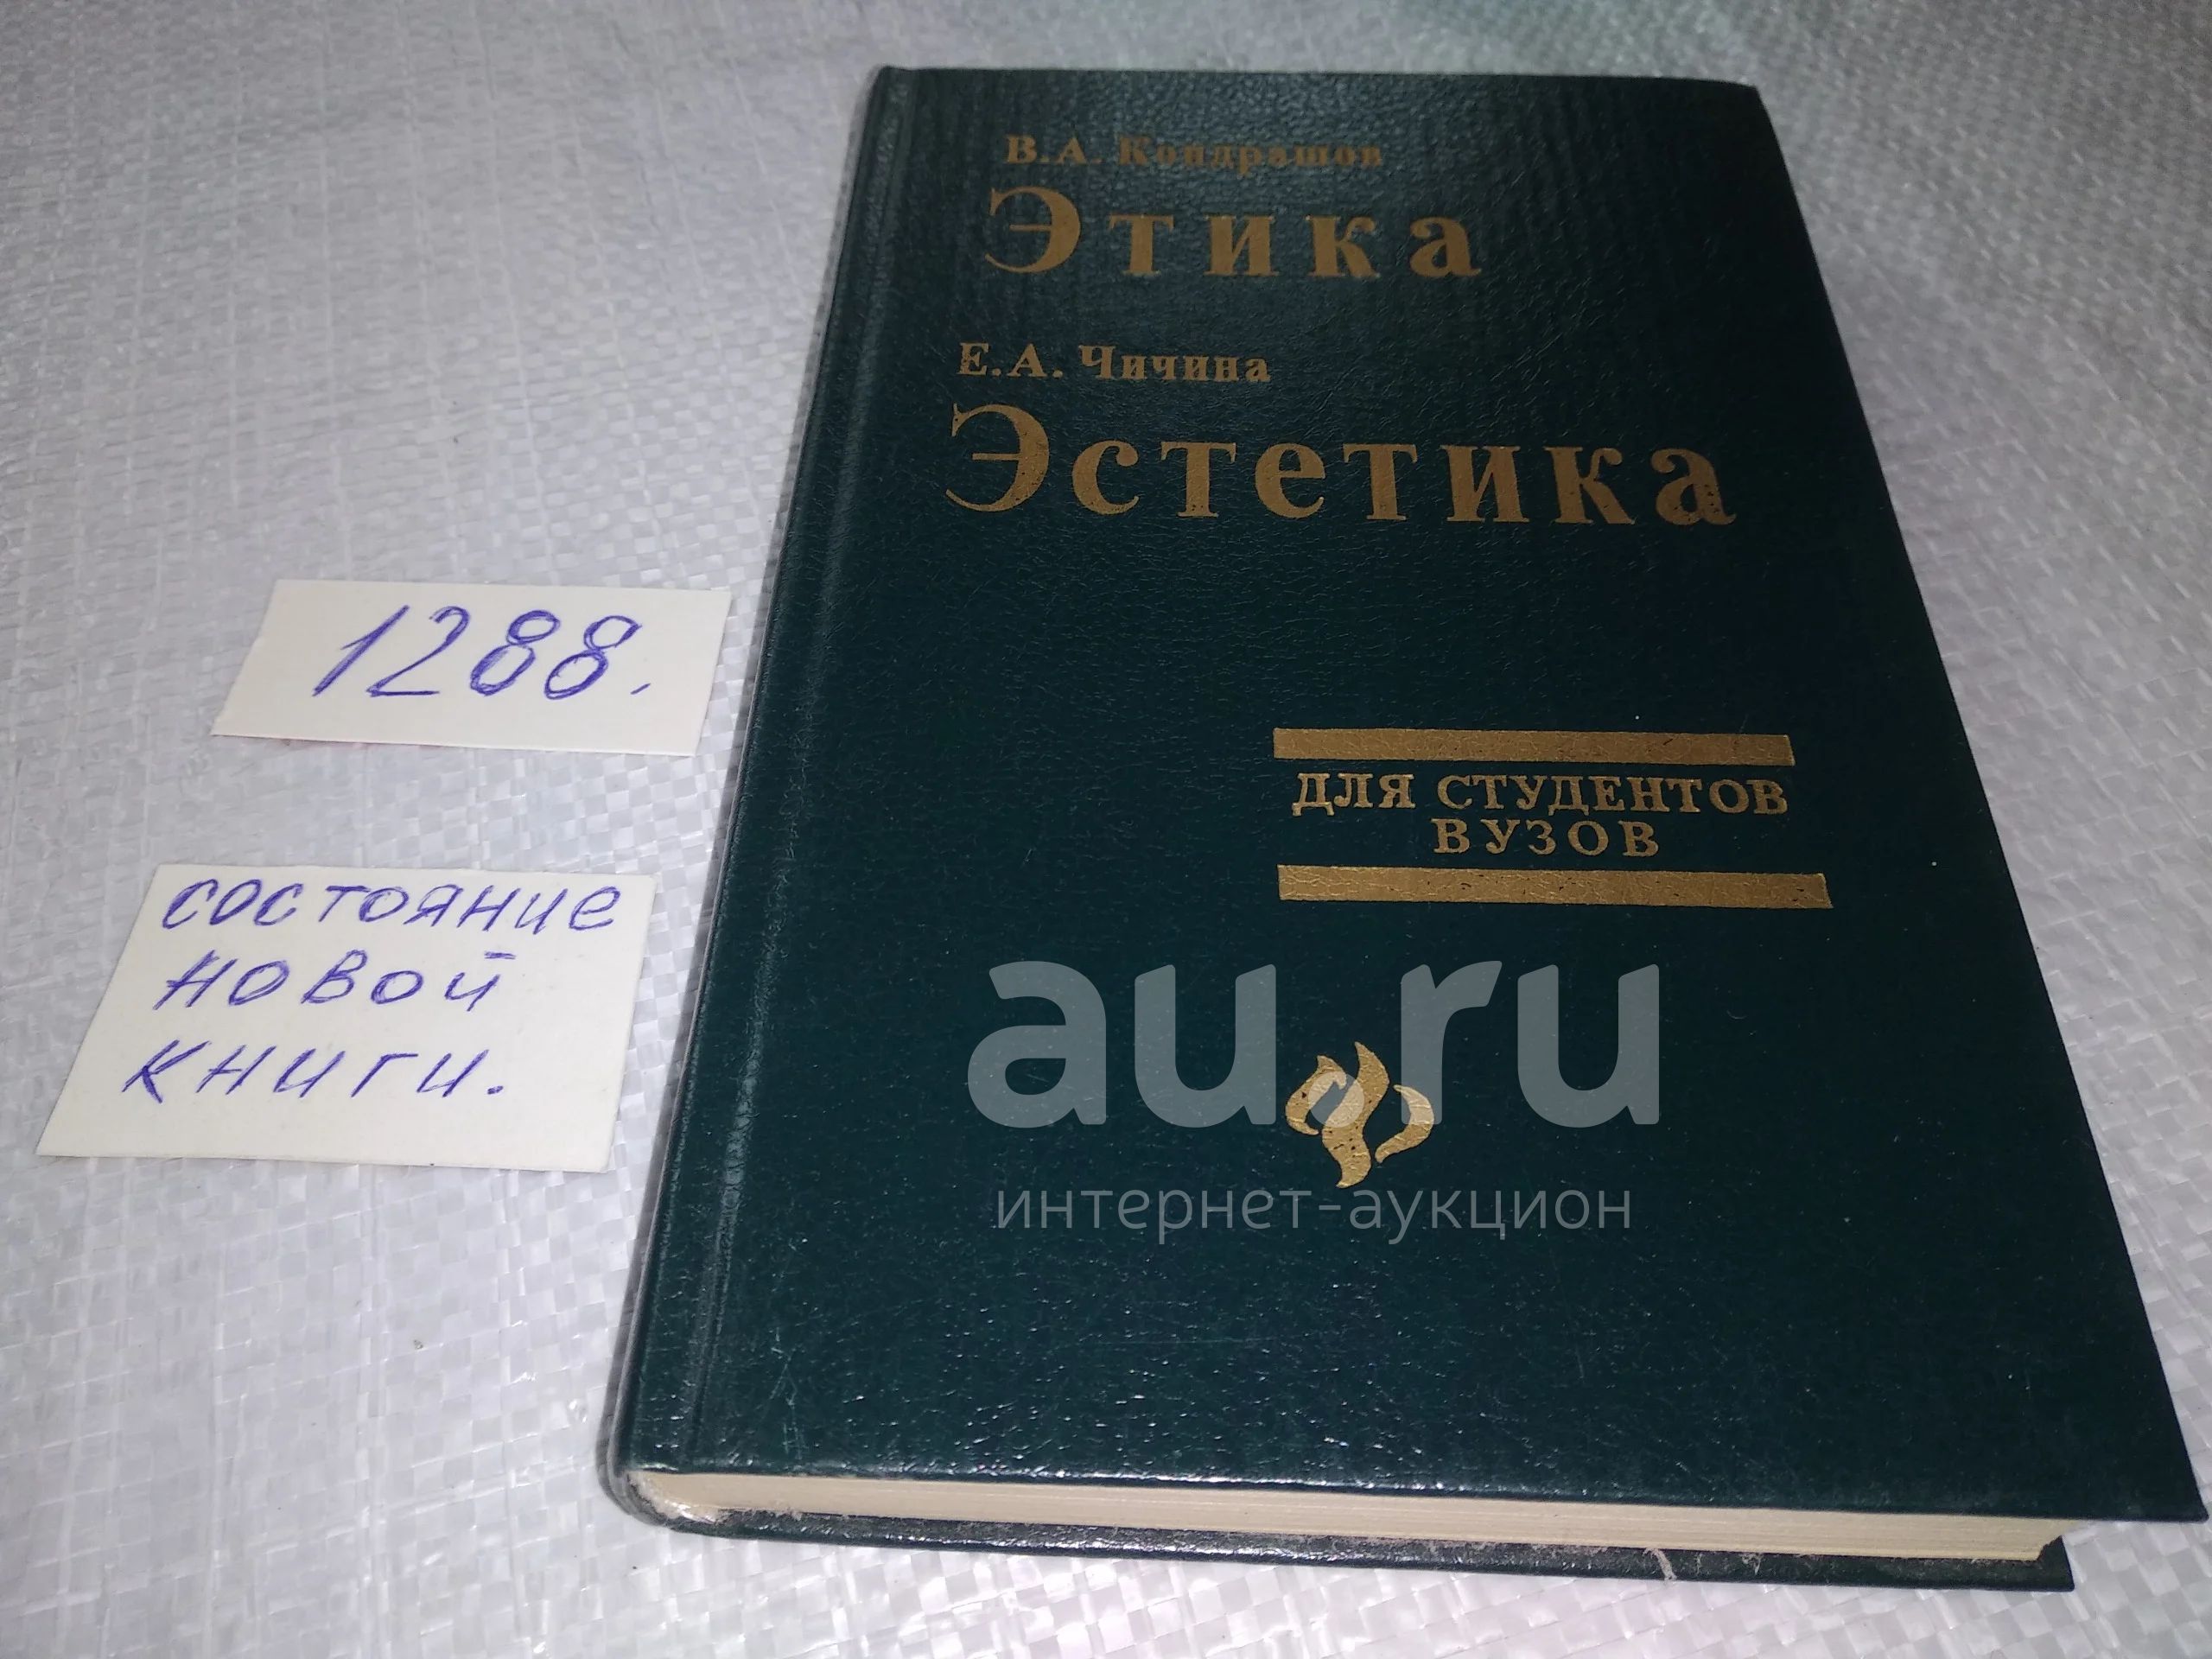 В.А. Кондрашов
Этика
Е.А. Чичина
Эстетика
ДЛЯ СТУДЕНТОВ
ВУЗОВ
1288.
состояние
новой
книги.
au.ru
интернет-аукцион